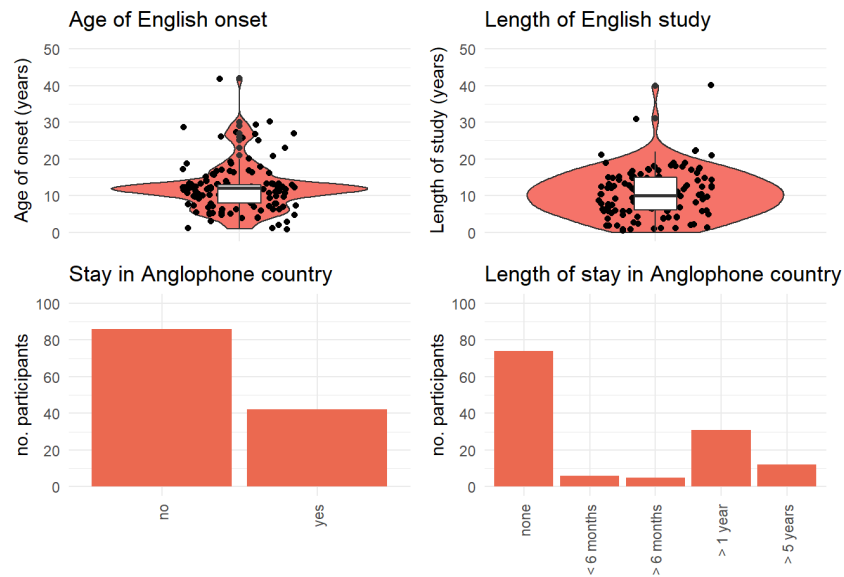 Age of English onset
Age of onset (years)
50
40
30
20
10
0
Length of English study
Length of study (years)
50
40
30
20
10
0
Stay in Anglophone country
no. participants
100
80
60
40
20
0
no
yes
Length of stay in Anglophone country
no. participants
100
80
60
40
20
0
none
< 6 months
> 6 months
> 1 year
> 5 years